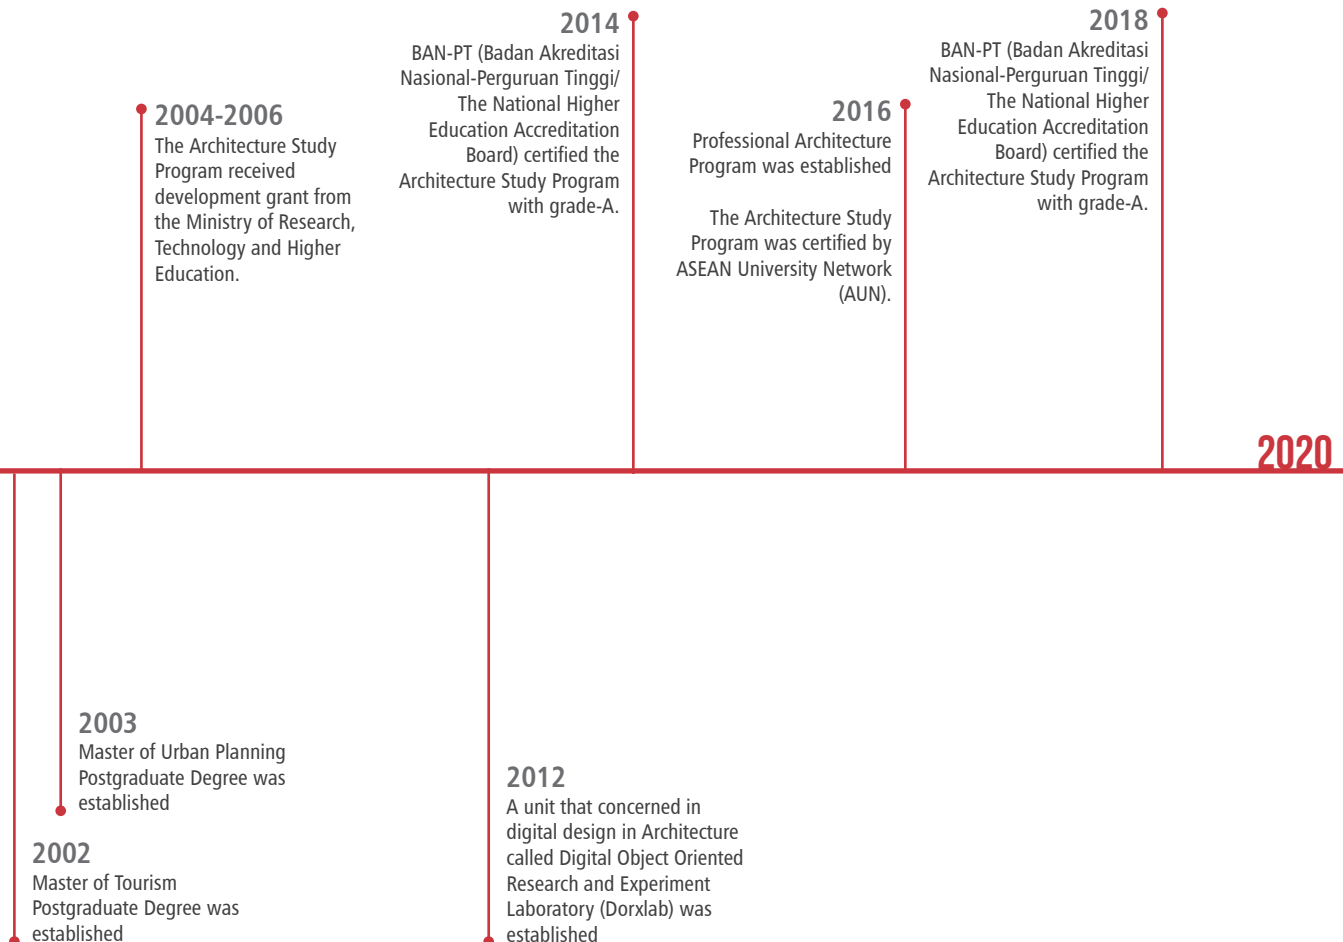 2004-2006
The Architecture Study
Program received
development grant from
the Ministry of Research,
Technology and Higher
Education.
2014
BAN-PT (Badan Akreditasi
Nasional-Perguruan Tinggi/
The National Higher
Education Accreditation
Board) certified the
Architecture Study Program
with grade-A.
2016
Professional Architecture
Program was established
The Architecture Study
Program was certified by
ASEAN University Network
(AUN).
2018
BAN-PT (Badan Akreditasi
Nasional-Perguruan Tinggi/
The National Higher
Education Accreditation
Board) certified the
Architecture Study Program
with grade-A.
2020
2003
Master of Urban Planning
Postgraduate Degree was
established
2002
Master of Tourism
Postgraduate Degree was
established
2012
A unit that concerned in
digital design in Architecture
called Digital Object Oriented
Research and Experiment
Laboratory (Dorxlab) was
established